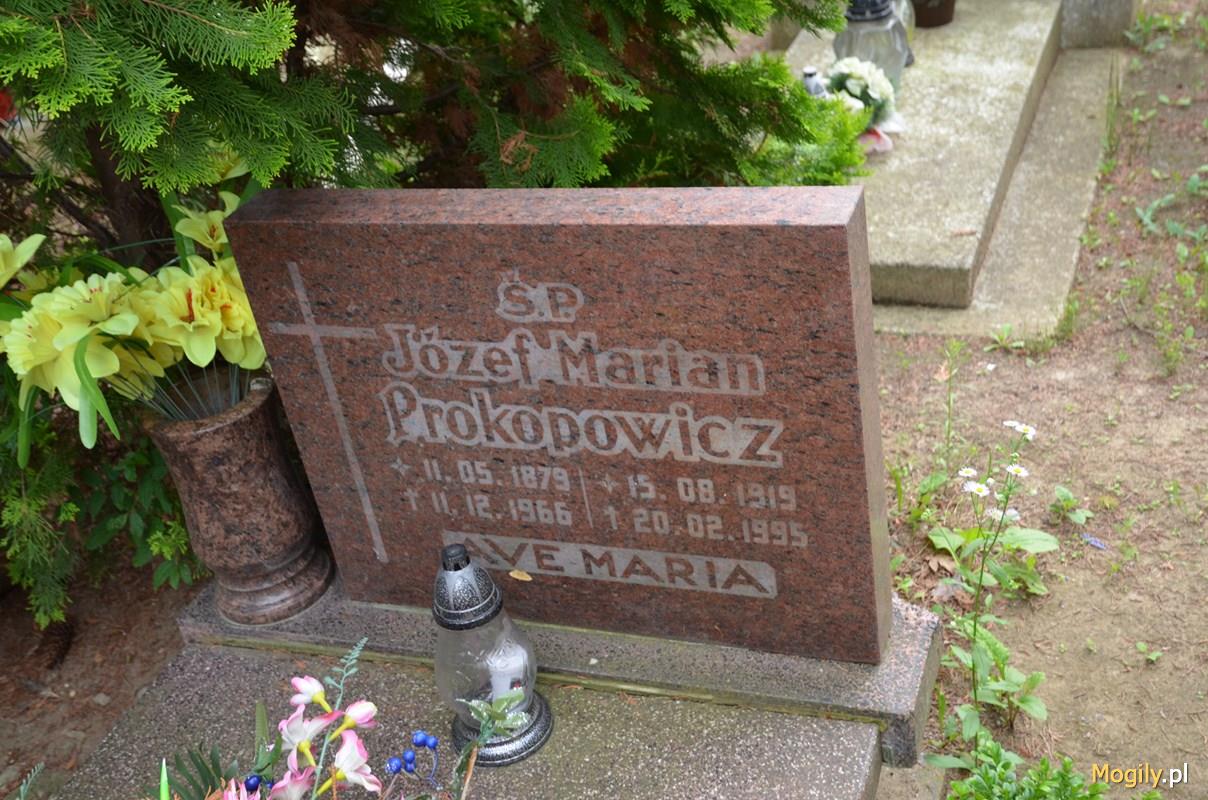 Ś.P.
Józef Marian
Prokopowicz
11.05.1879 15.08.1919
† 11.12.1966 † 20.02.1995
AVE MARIA
Mogily.pl